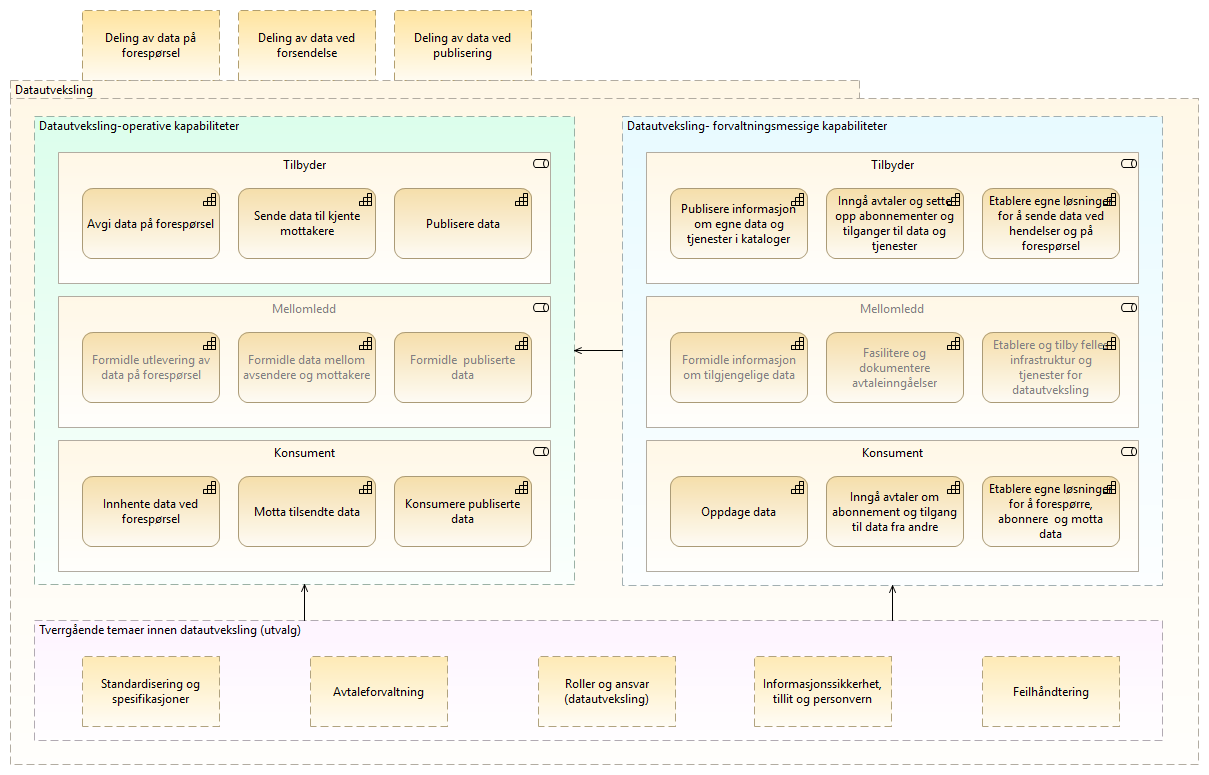 Deling av data på
forespørsel
Deling av data ved
forsendelse
Deling av data ved
publisering
Datautveksling
Datautveksling-operative kapabiliteter
Tilbyder
Avgi data på forespørsel
Sende data til kjente
mottakere
Publisere data
Mellomledd
Formidle utlevering av
data på forespørsel
Formidle data mellom
avsendere og mottakere
Formidle  publiserte
data
Konsument
Innhente data ved
forespørsel
Motta tilsendte data
Konsumere publiserte
data
Datautveksling- forvaltningsmessige kapabiliteter
Tilbyder
Publisere informasjon
om egne data og
tjenester i kataloger
Inngå avtaler og sette
opp abonnementer og
tilganger til data og
tjenester
Etablere egne løsninger
for å sende data ved
hendelser og på
forespørsel
Mellomledd
Formidle informasjon
om tilgjengelige data
Fasilitere og
dokumentere
avtaleinngåelser
Etablere og tilby felles
infrastruktur og
tjenester for
datautveksling
Konsument
Oppdage data
Inngå avtaler om
abonnement og tilgang
til data fra andre
Etablere egne løsninger
for å forespørre,
abonnere  og motta
data
Tverrgående temaer innen datautveksling (utvalg)
Standardisering og
spesifikasjoner
Avtaleforvaltning
Roller og ansvar
(datautveksling)
Informasjonssikkerhet,
tillit og personvern
Feilhåndtering